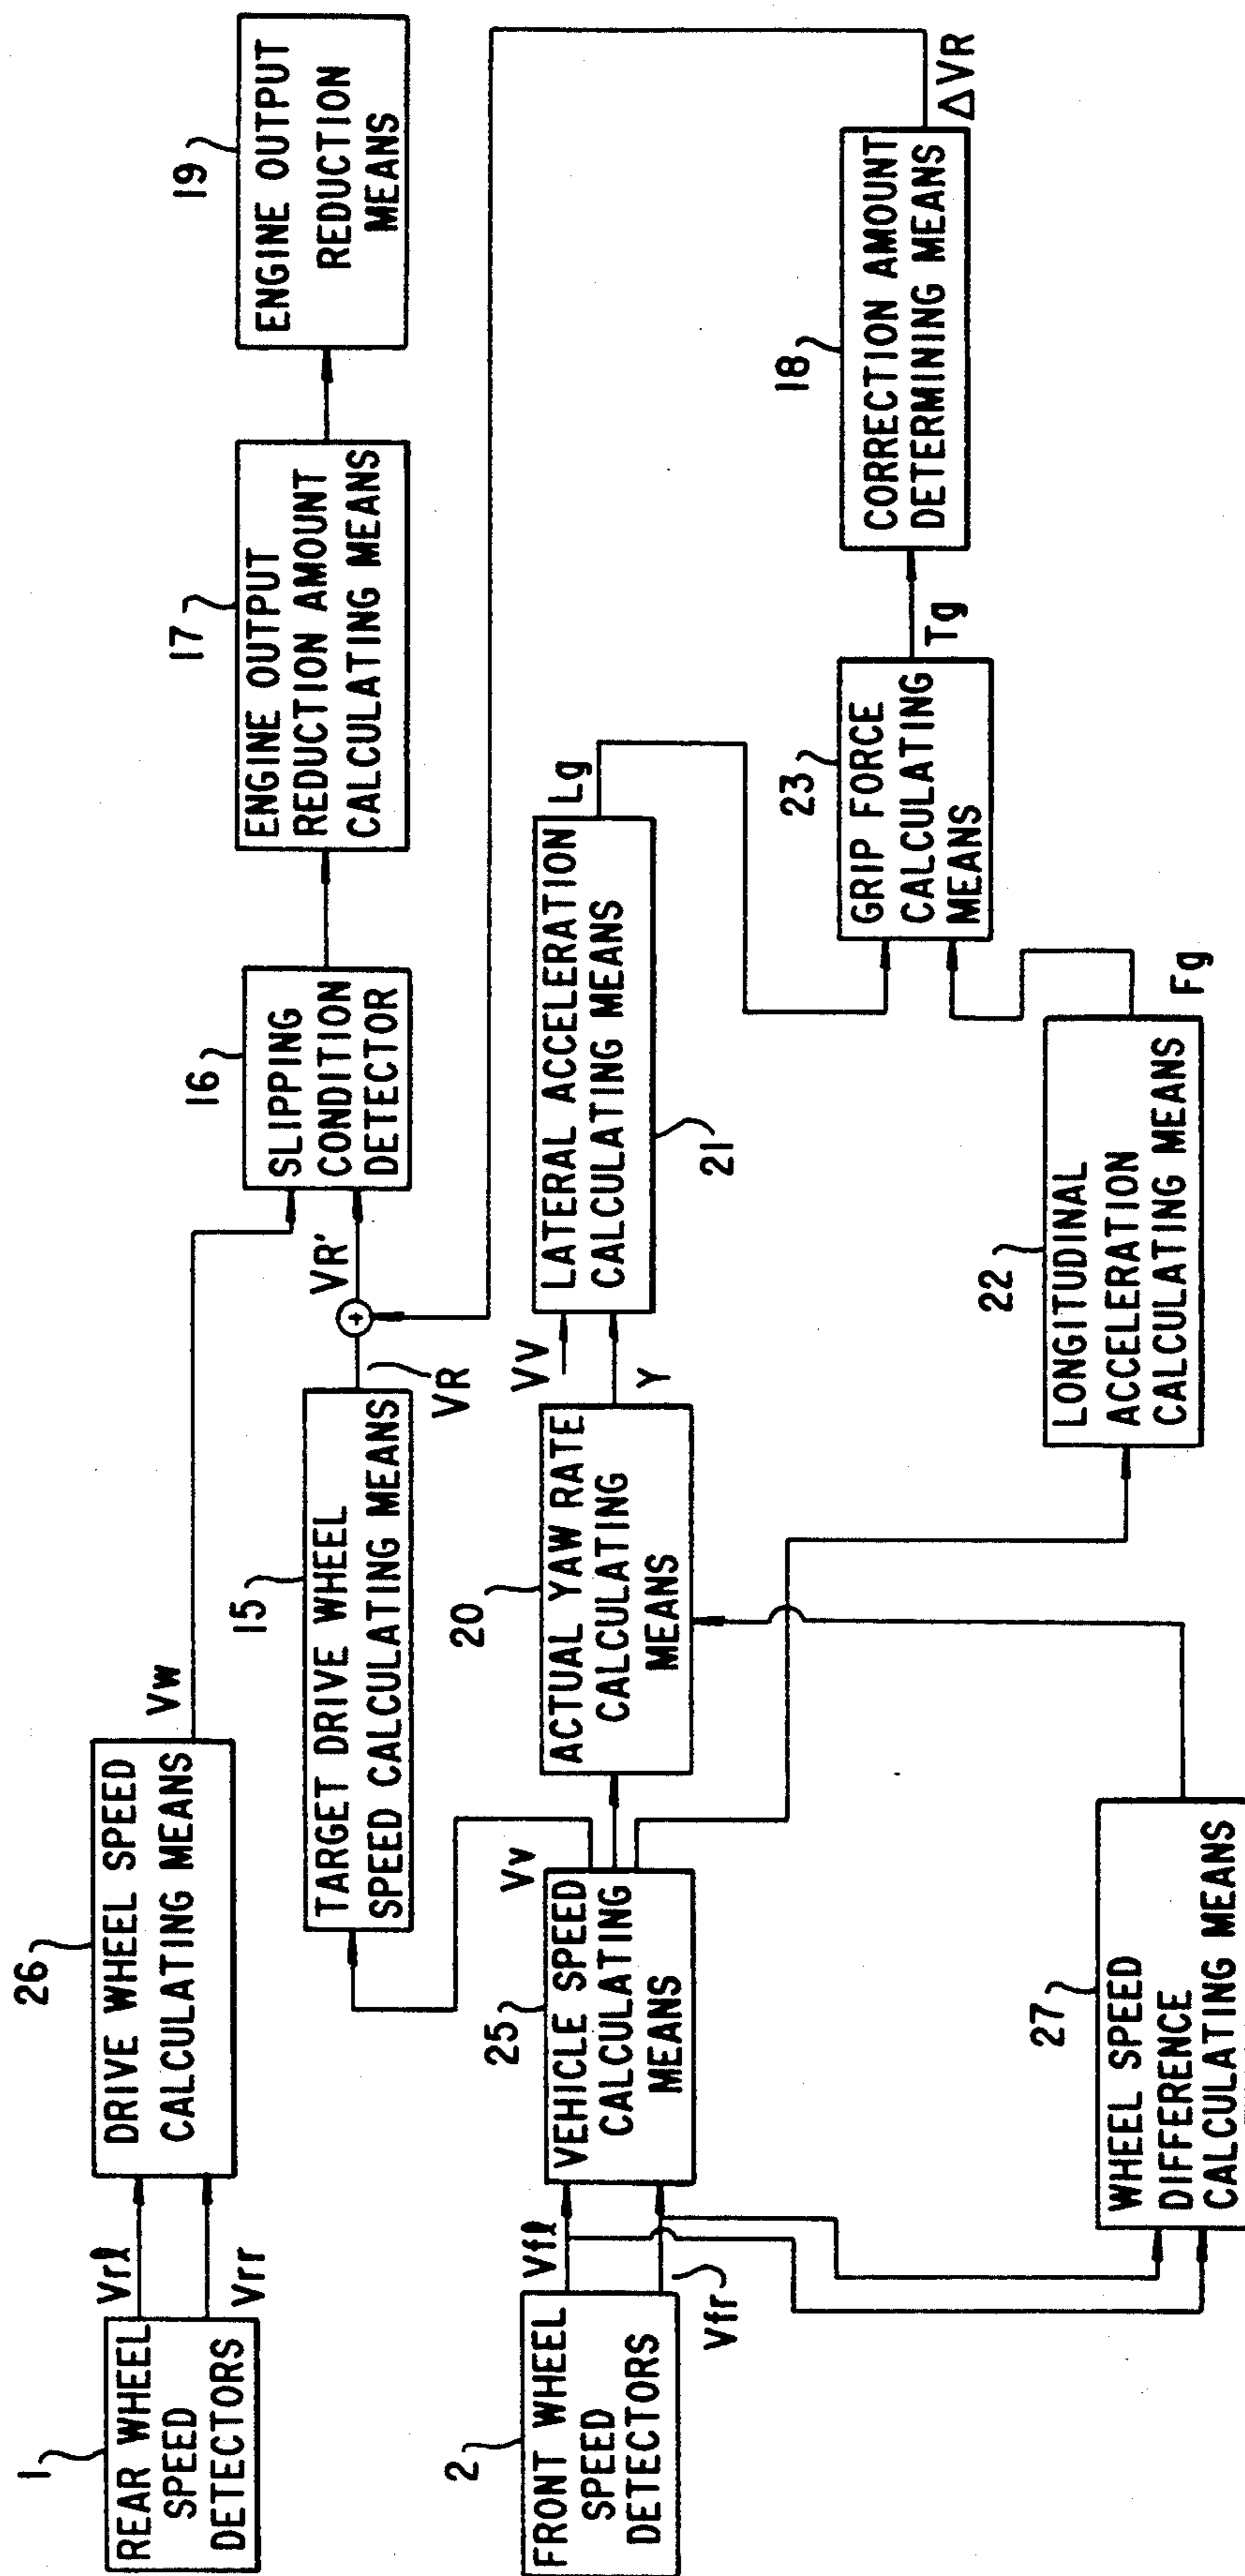 1
REAR WHEEL
SPEED
DETECTORS
Vrℓ
Vrr
26
DRIVE WHEEL SPEED
CALCULATING MEANS
Vw
16
SLIPPING
CONDITION
DETECTOR
17
ENGINE OUTPUT
REDUCTION AMOUNT
CALCULATING MEANS
19
ENGINE OUTPUT
REDUCTION
MEANS
15
TARGET DRIVE WHEEL
SPEED CALCULATING MEANS
VR
+
VR'
2
FRONT WHEEL
SPEED
DETECTORS
Vfℓ
Vfr
25
VEHICLE SPEED
CALCULATING
MEANS
Vv
20
ACTUAL YAW RATE
CALCULATING
MEANS
VV
Y
LATERAL ACCELERATION
CALCULATING MEANS
21
Lg
23
GRIP FORCE
CALCULATING
MEANS
Tg
18
CORRECTION AMOUNT
DETERMINING MEANS
ΔVR
27
WHEEL SPEED
DIFFERENCE
CALCULATING MEANS
22
LONGITUDINAL
ACCELERATION
CALCULATING MEANS
Fg